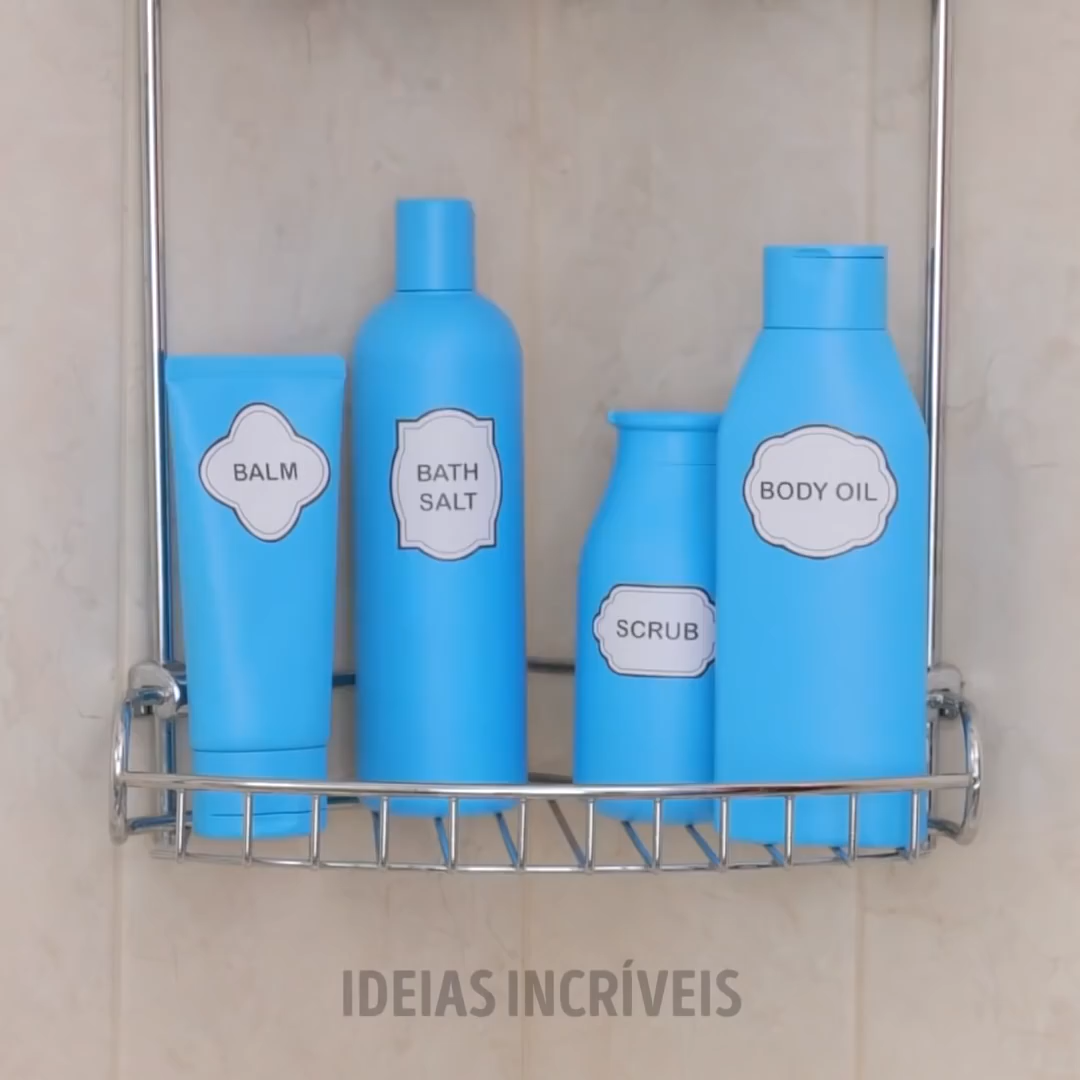 BALM
BATH
SALT
SCRUB
BODY OIL
IDEIAS INCRÍVEIS